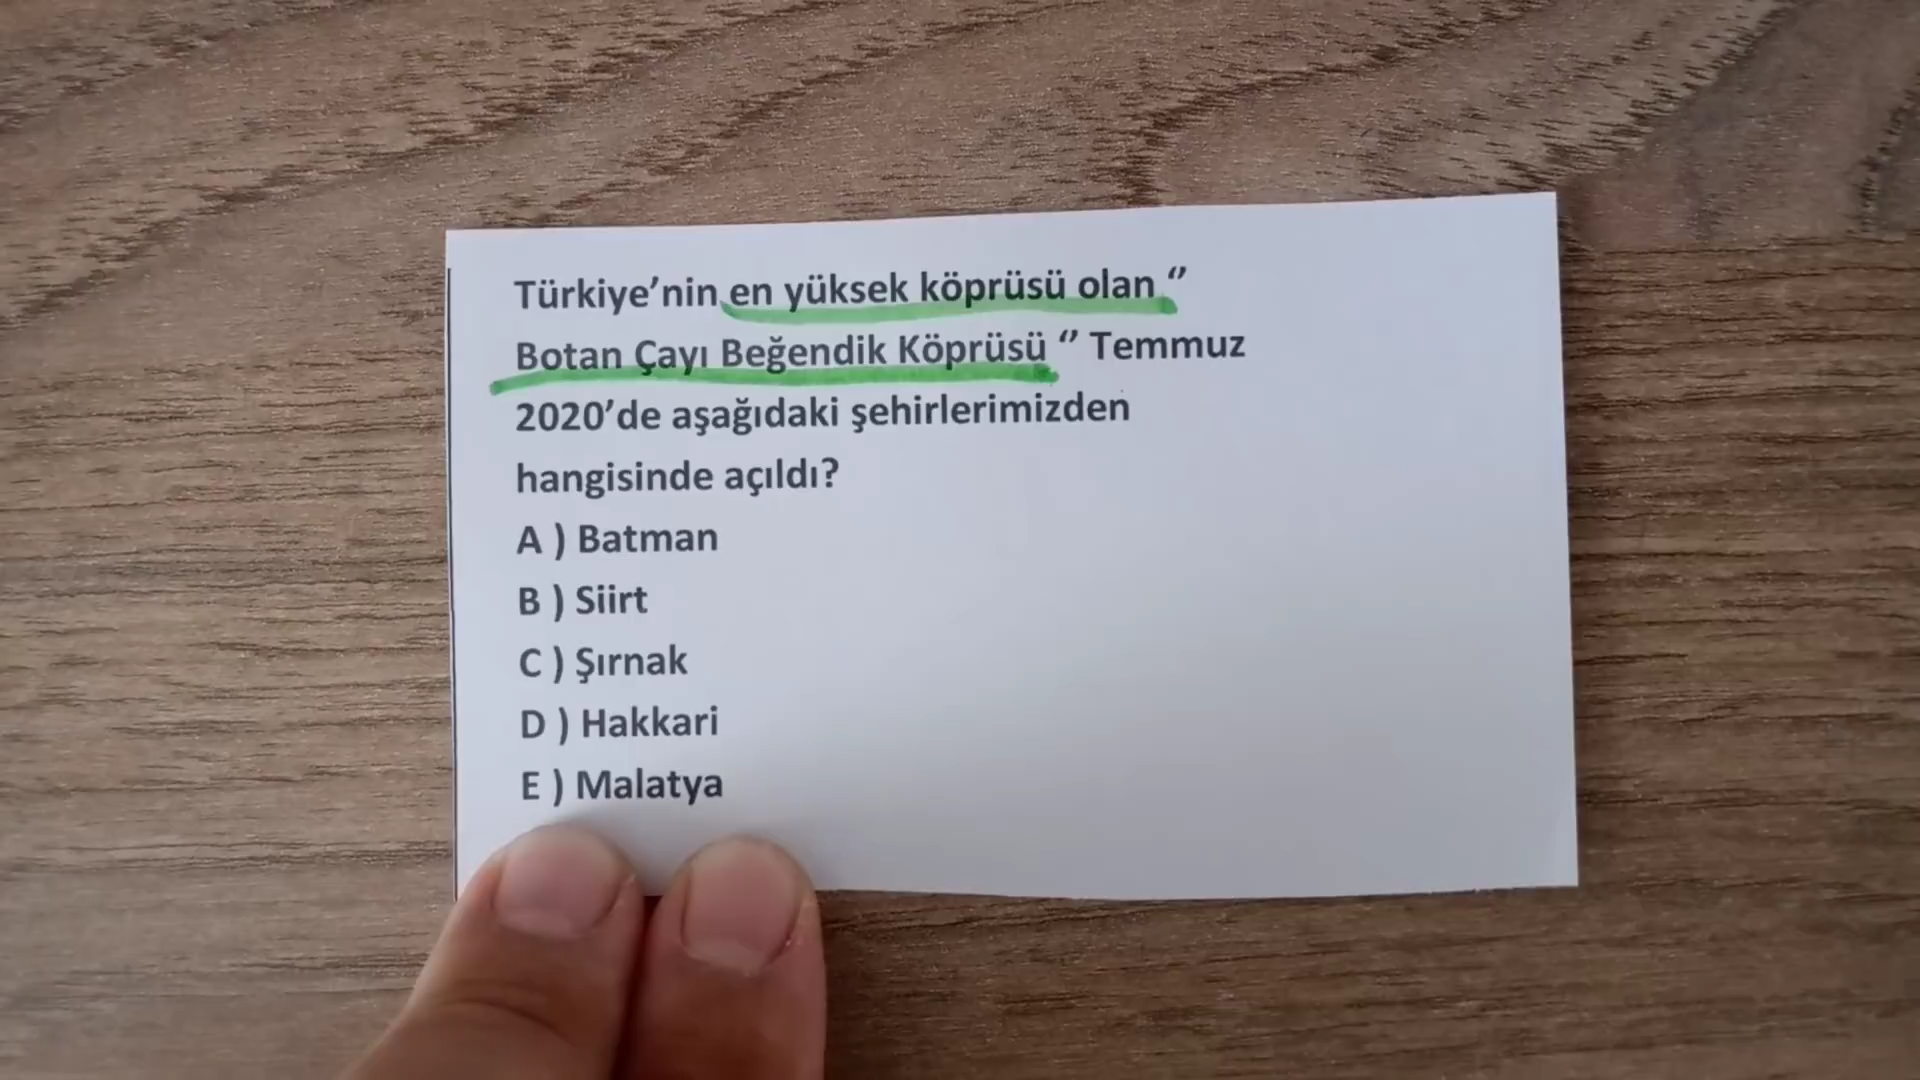 Türkiye’nin en yüksek köprüsü olan “
Botan Çayı Beğendik Köprüsü “ Temmuz
2020’de aşağıdaki şehirlerimizden
hangisinde açıldı?
A ) Batman
B ) Siirt
C ) Şırnak
D ) Hakkari
E ) Malatya